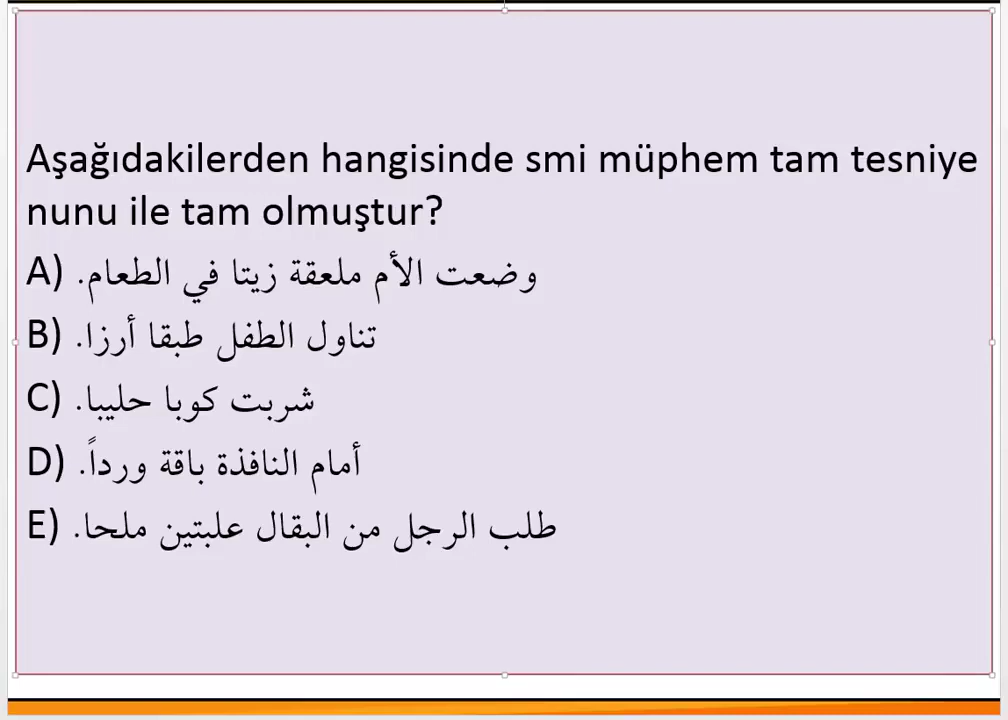 Aşağıdakilerden hangisinde smi müphem tam tesniye
nunu ile tam olmuştur?
A) وضعت الأم ملعقة زيتا في الطعام.
B) تناول الطفل طبقا أرزا.
C) شربت كوبا حليبا.
D) أمام النافذة باقة ورداً.
E) طلب الرجل من البقال علبتين ملحا.